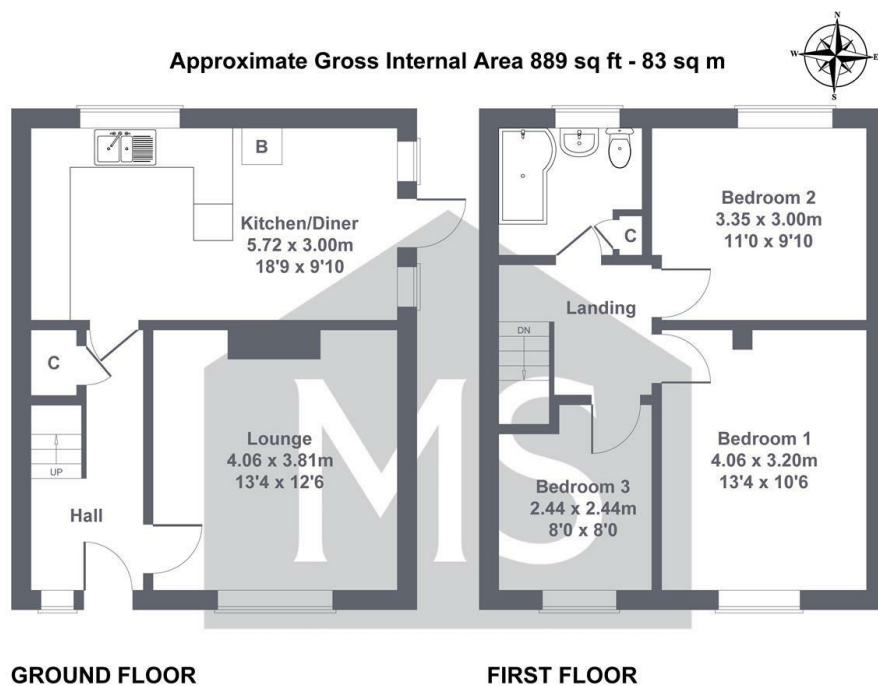 N
W
E
S
Approximate Gross Internal Area 889 sq ft - 83 sq m
B
Kitchen/Diner
5.72 x 3.00m
18'9 x 9'10
C
UP
Hall
Lounge
4.06 x 3.81m
13'4 x 12'6
GROUND FLOOR
Bedroom 2
3.35 x 3.00m
11'0 x 9'10
C
Landing
DN
Bedroom 1
4.06 x 3.20m
13'4 x 10'6
Bedroom 3
2.44 x 2.44m
8'0 x 8'0
FIRST FLOOR
MS